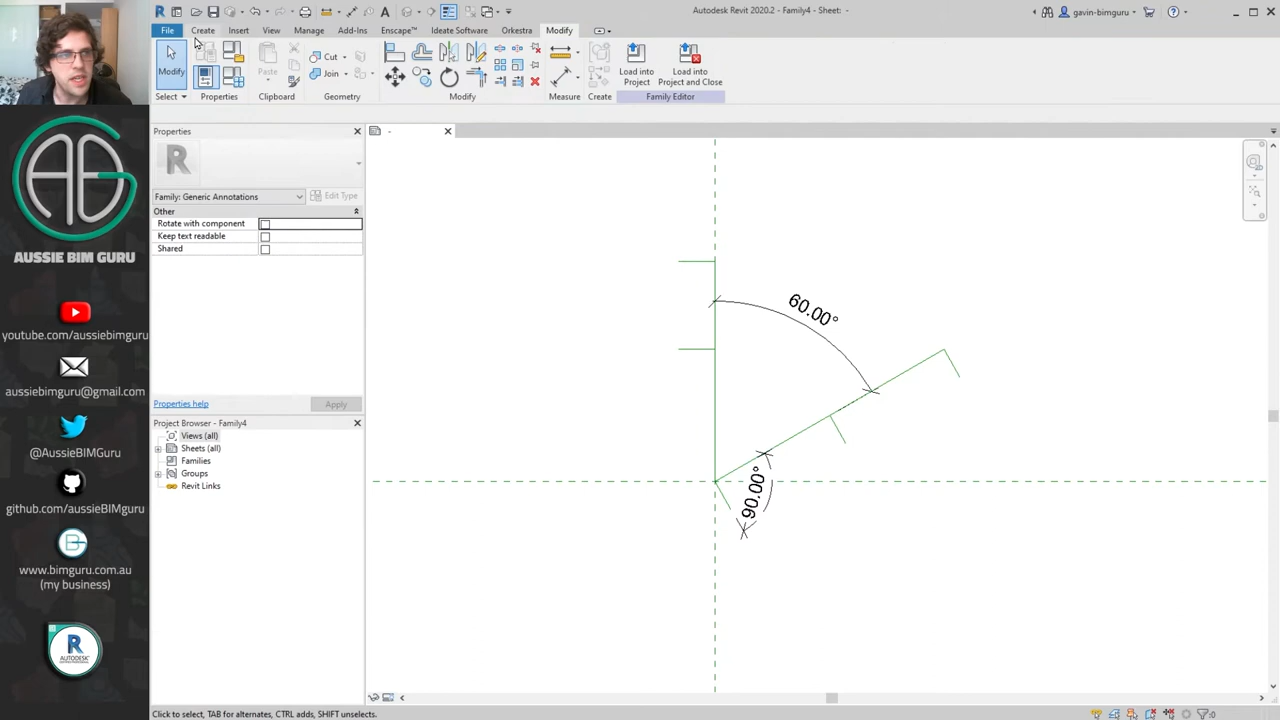 Autodesk Revit 2020.2 - Family4 - Sheet: -
gavin-bimguru
File Create Insert View Manage Add-Ins Enscape™ Ideate Software Orkestra Modify
Modify
Paste
Cut
Join
Load into
Project
Load into
Project and Close
Select Properties Clipboard Geometry Modify Measure Create Family Editor
Properties
Family: Generic Annotations
Edit Type
Other
Rotate with component
Keep text readable
Shared
Properties help
Apply
Project Browser - Family4
Views (all)
Sheets (all)
Families
Groups
Revit Links
-
60.00°
90.00°
AUSSIE BIM GURU
youtube.com/aussiebimguru
aussiebimguru@gmail.com
@AussieBIMGuru
github.com/aussieBIMguru
www.bimguru.com.au
(my business)
R
AUTODESK
Click to select, TAB for alternates, CTRL adds, SHIFT unselects.
:0